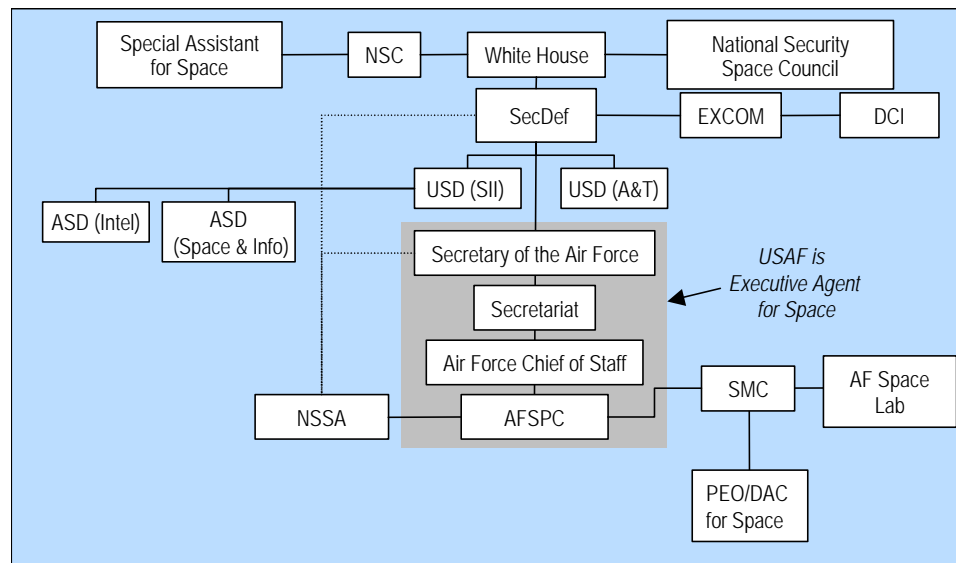 Special Assistant
for Space
NSC
White House
National Security
Space Council
SecDef
EXCOM
DCI
USD (SII)
USD (A&T)
ASD (Intel)
ASD
(Space & Info)
Secretary of the Air Force
USAF is
Executive Agent
for Space
Secretariat
Air Force Chief of Staff
NSSA
AFSPC
SMC
AF Space
Lab
PEO/DAC
for Space